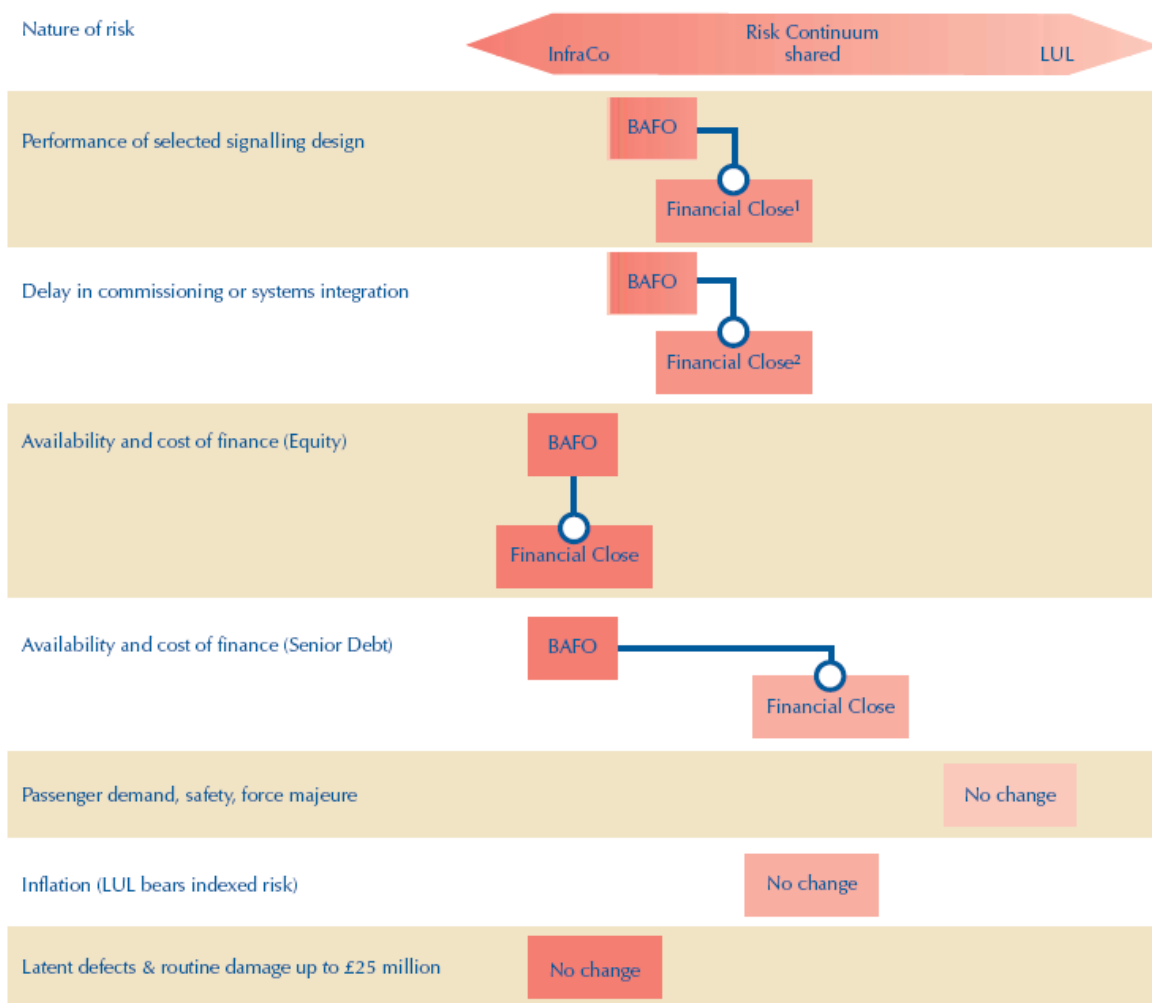 Nature of risk
Risk Continuum
InfraCo
shared
LUL
Performance of selected signalling design
BAFO
Financial Close¹
Delay in commissioning or systems integration
BAFO
Financial Close²
Availability and cost of finance (Equity)
BAFO
Financial Close
Availability and cost of finance (Senior Debt)
BAFO
Financial Close
Passenger demand, safety, force majeure
No change
Inflation (LUL bears indexed risk)
No change
Latent defects & routine damage up to £25 million
No change